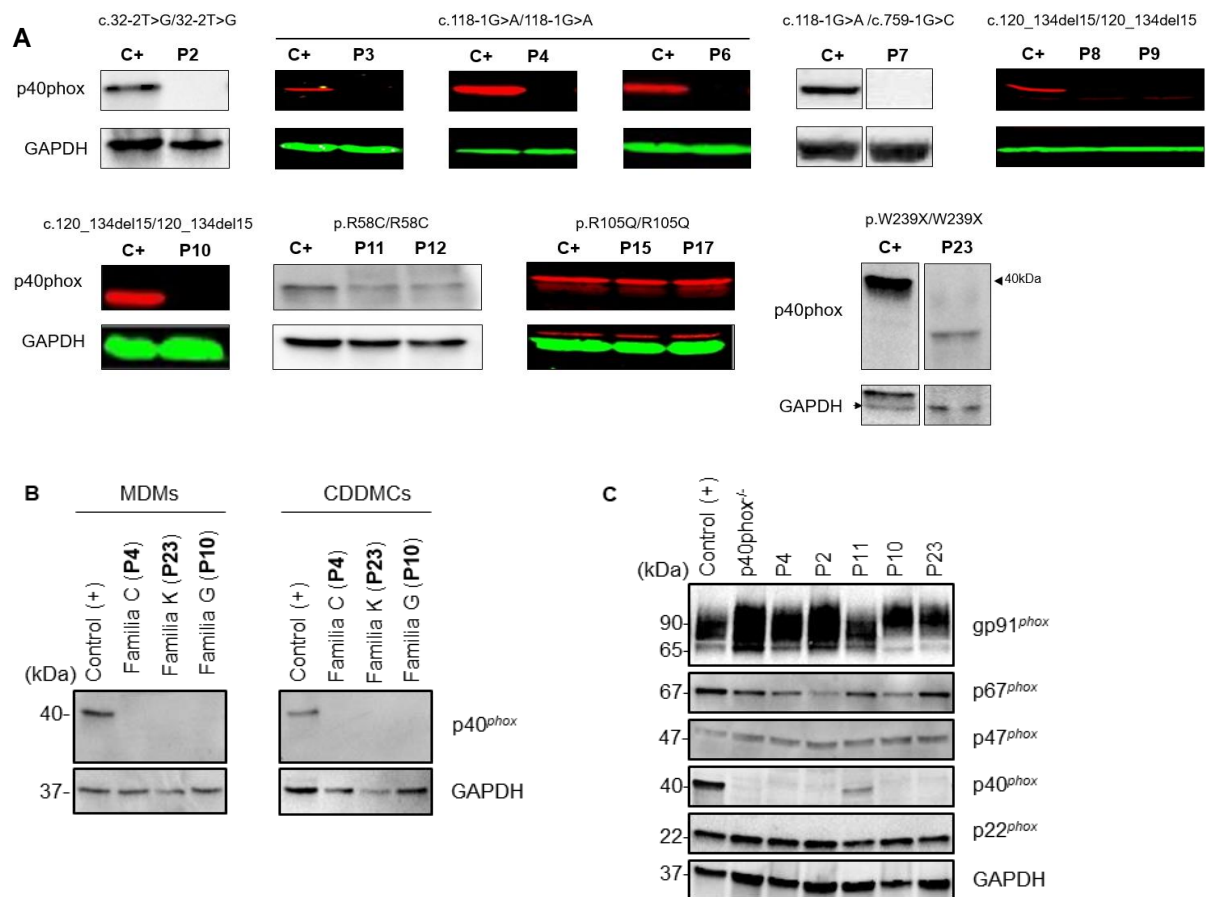 A
c.32-2T>G/32-2T>G
c.118-1G>A/118-1G>A
c.118-1G>A /c.759-1G>C
c.120_134del15/120_134del15
C+ P2
C+ P3
C+ P4
C+ P6
C+ P7
C+ P8 P9
p40phox
GAPDH
c.120_134del15/120_134del15
p.R58C/R58C
p.R105Q/R105Q
p.W239X/W239X
C+ P10
C+ P11 P12
C+ P15 P17
C+ P23
p40phox
GAPDH
40kDa
p40phox
GAPDH
B
MDMs
CDDMCs
Control (+)
Familia C (P4)
Familia K (P23)
Familia G (P10)
Control (+)
Familia C (P4)
Familia K (P23)
Familia G (P10)
(kDa)
40-
p40phox
37-
GAPDH
C
Control (+)
p40phox-/-
P4
P2
P11
P10
P23
(kDa)
90-
65-
gp91phox
67-
p67phox
47-
p47phox
40-
p40phox
22-
p22phox
37-
GAPDH